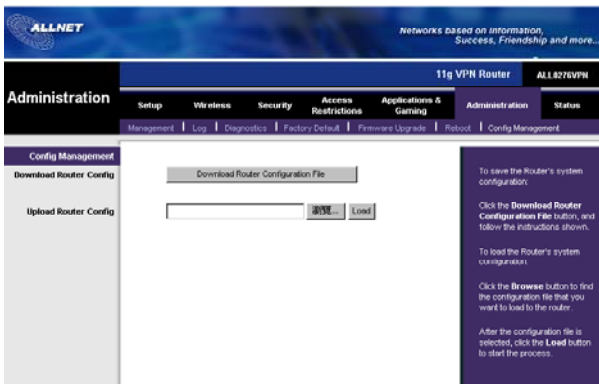 ALLNET
Networks based on information,
Success, Friendship and more...
11g VPN Router
ALL0276VPN
Administration
Setup
Wireless
Security
Access Restrictions
Applications & Gaming
Administration
Status
Management | Log | Diagnostics | Factory Default | Firmware Upgrade | Reboot | Config Management
Config Management
Download Router Config
Download Router Configuration File
Upload Router Config
瀏覽... Load
To save the Router's system
configuration:
Click the Download Router
Configuration File button, and
follow the instructions shown.
To load the Router's system
configuration:
Click the Browse button to find
the configuration file that you
want to load to the router.
After the configuration file is
selected, click the Load button
to start the process.